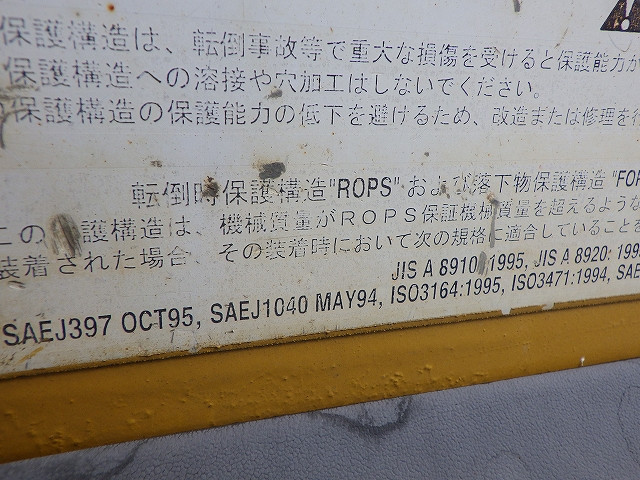 保護構造は、転倒事故等で重大な損傷を受けると保護能力が
保護構造への溶接や穴加工はしないでください。
保護構造の保護能力の低下を避けるため、改造または修理を行
転倒時保護構造"ROPS"および落下物保護構造"FOP
この 護構造は、機械質量がROPS保証機械質量を超えるような
装着された場合、その装着時において次の規格に適合していることを
JIS A 8910 1995, JIS A 8920: 199
SAEJ397 OCT95, SAEJ1040 MAY94, ISO3164:1995, ISO3471:1994, SAE